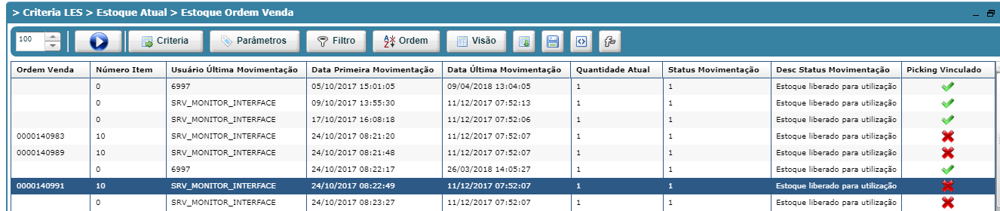 > Criteria LES > Estoque Atual > Estoque Ordem Venda
100 Criteria Parâmetros Filtro Ordem Visão
Ordem Venda Número Item Usuário Última Movimentação Data Primeira Movimentação Data Última Movimentação Quantidade Atual Status Movimentação Desc Status Movimentação Picking Vinculado
0 6997 05/10/2017 15:01:05 09/04/2018 13:04:05 1 1 Estoque liberado para utilização
0 SRV_MONITOR_INTERFACE 09/10/2017 13:55:30 11/12/2017 07:52:13 1 1 Estoque liberado para utilização
0 SRV_MONITOR_INTERFACE 17/10/2017 16:08:18 11/12/2017 07:52:06 1 1 Estoque liberado para utilização
0000140983 10 SRV_MONITOR_INTERFACE 24/10/2017 08:21:20 11/12/2017 07:52:07 1 1 Estoque liberado para utilização
0000140989 10 SRV_MONITOR_INTERFACE 24/10/2017 08:21:48 11/12/2017 07:52:07 1 1 Estoque liberado para utilização
0 6997 24/10/2017 08:22:17 26/03/2018 14:05:27 1 1 Estoque liberado para utilização
0000140991 10 SRV_MONITOR_INTERFACE 24/10/2017 08:22:49 11/12/2017 07:52:07 1 1 Estoque liberado para utilização
0 SRV_MONITOR_INTERFACE 24/10/2017 08:23:27 11/12/2017 07:52:07 1 1 Estoque liberado para utilização